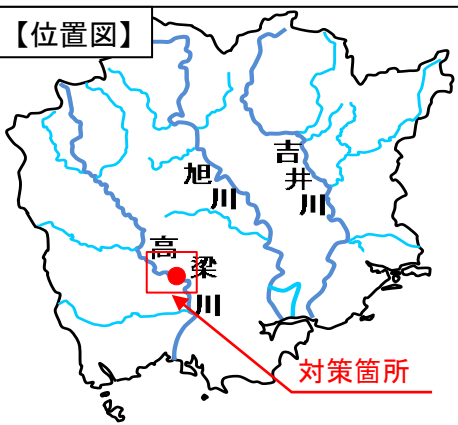 【位置図】
吉井川
旭川
高梁川
対策箇所